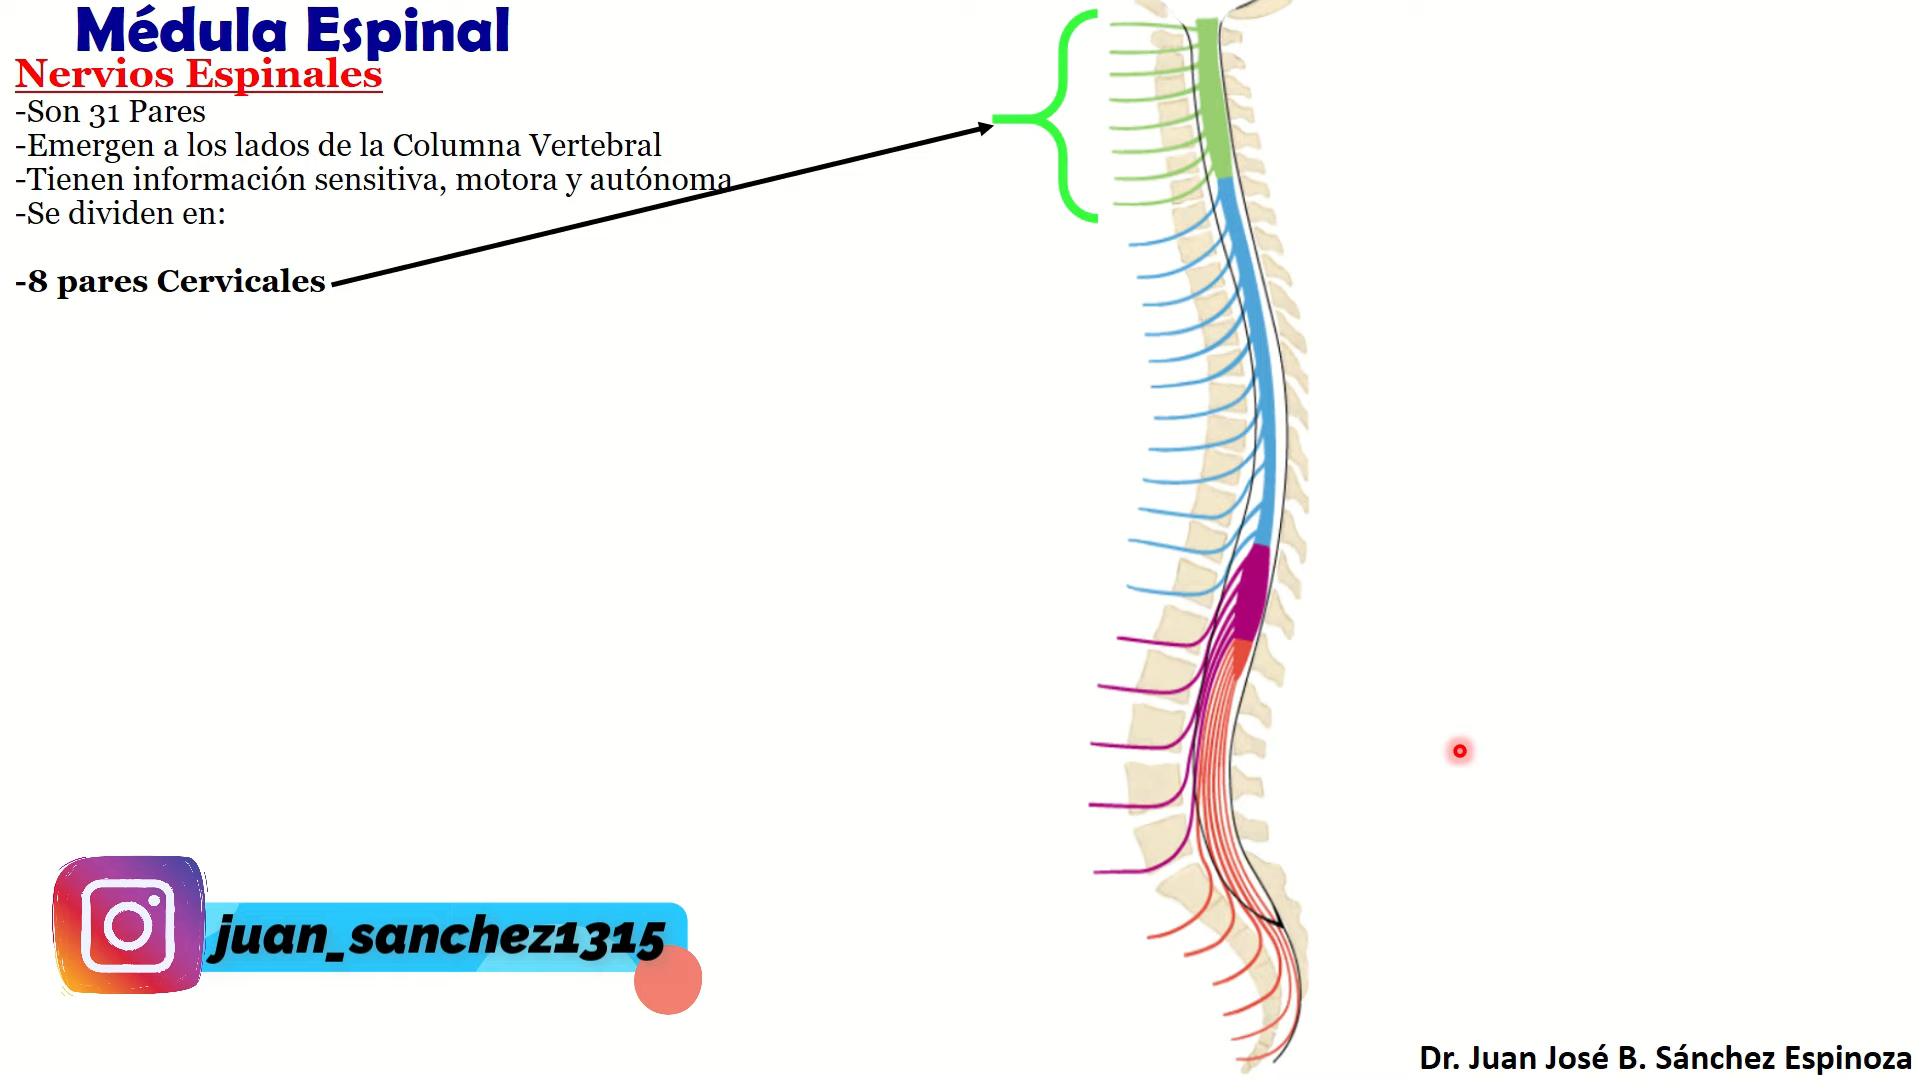 Médula Espinal
Nervios Espinales
-Son 31 Pares
-Emergen a los lados de la Columna Vertebral
-Tienen información sensitiva, motora y autónoma
-Se dividen en:
-8 pares Cervicales
juan_sanchez1315
Dr. Juan José B. Sánchez Espinoza